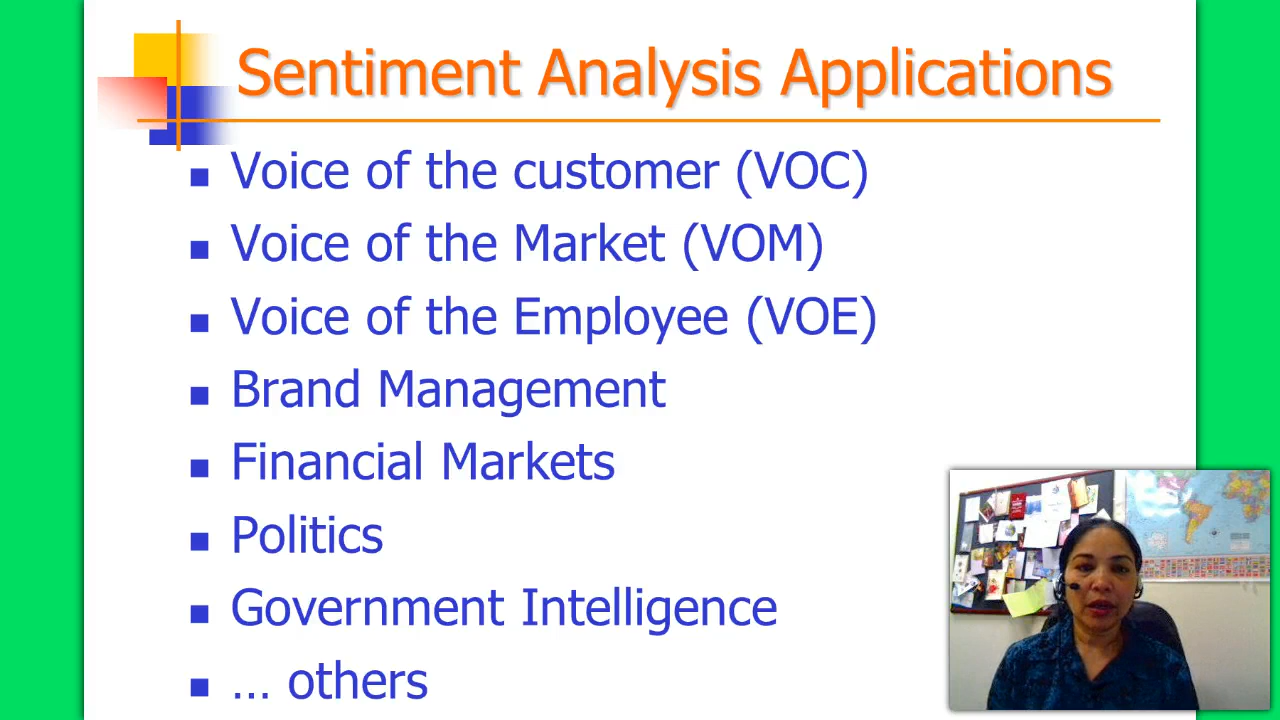 Sentiment Analysis Applications
Voice of the customer (VOC)
Voice of the Market (VOM)
Voice of the Employee (VOE)
Brand Management
Financial Markets
Politics
Government Intelligence
... others